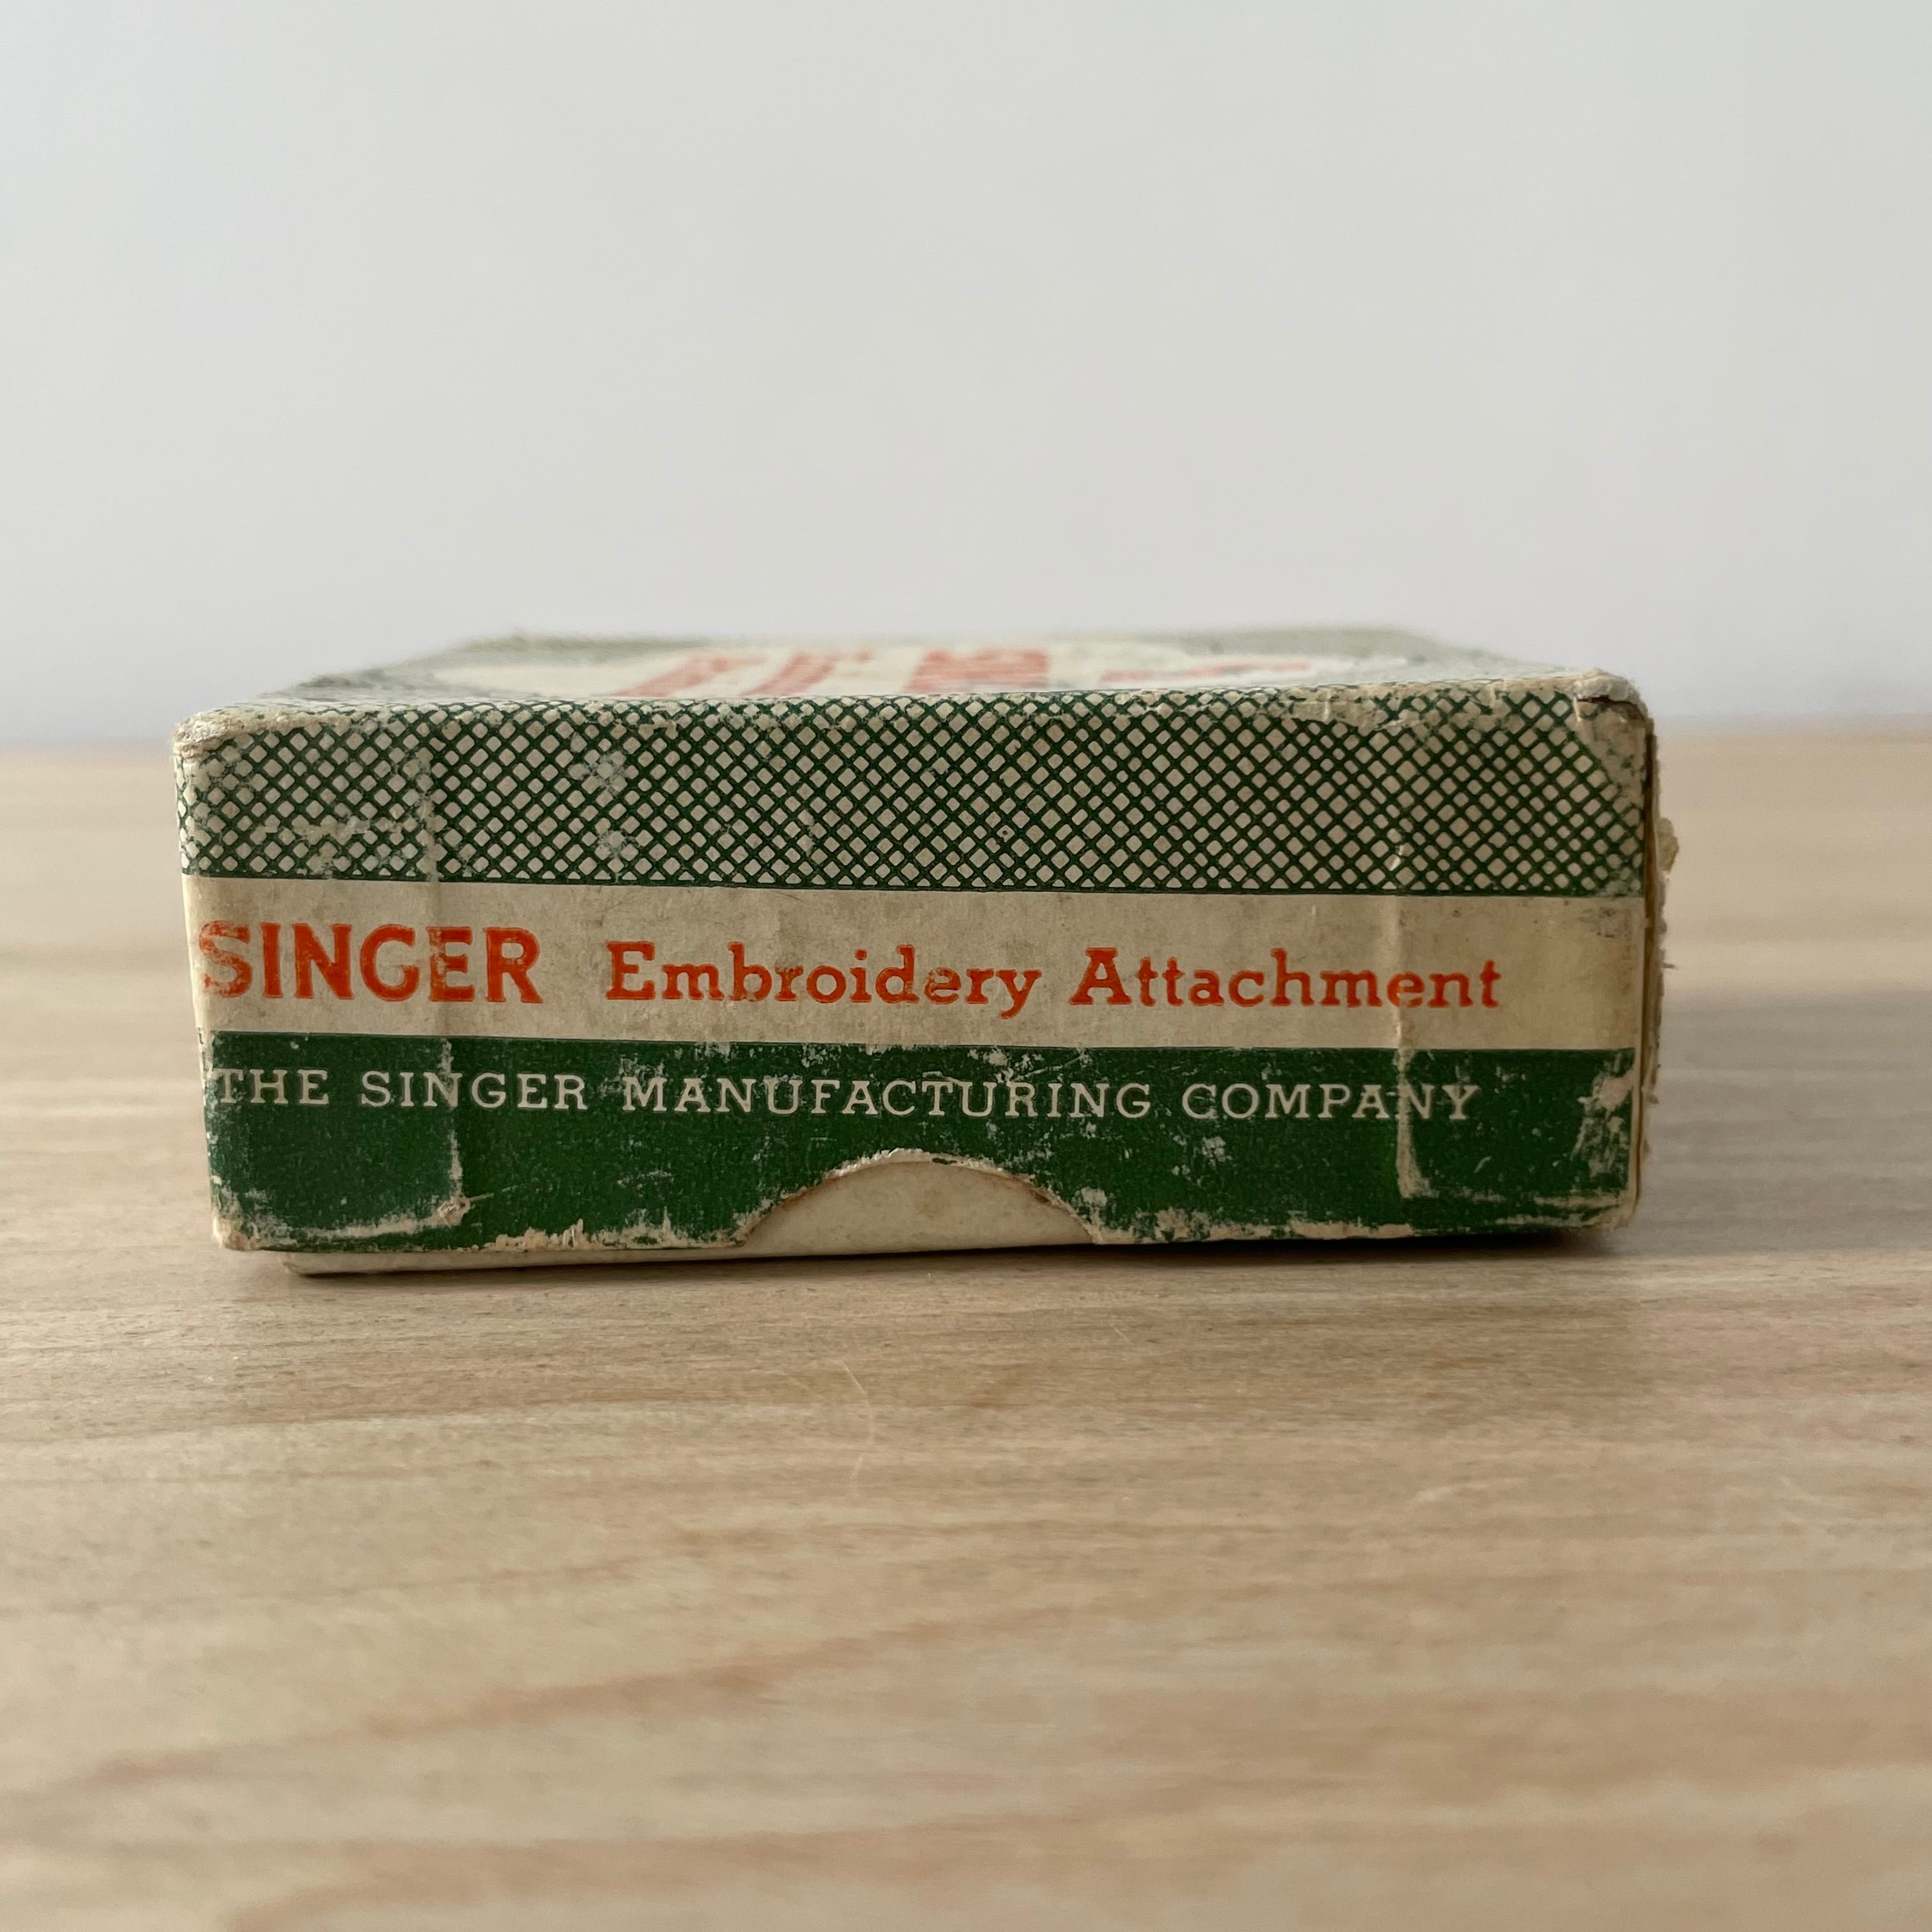 SINGER Embroidery Attachment
THE SINGER MANUFACTURING COMPANY